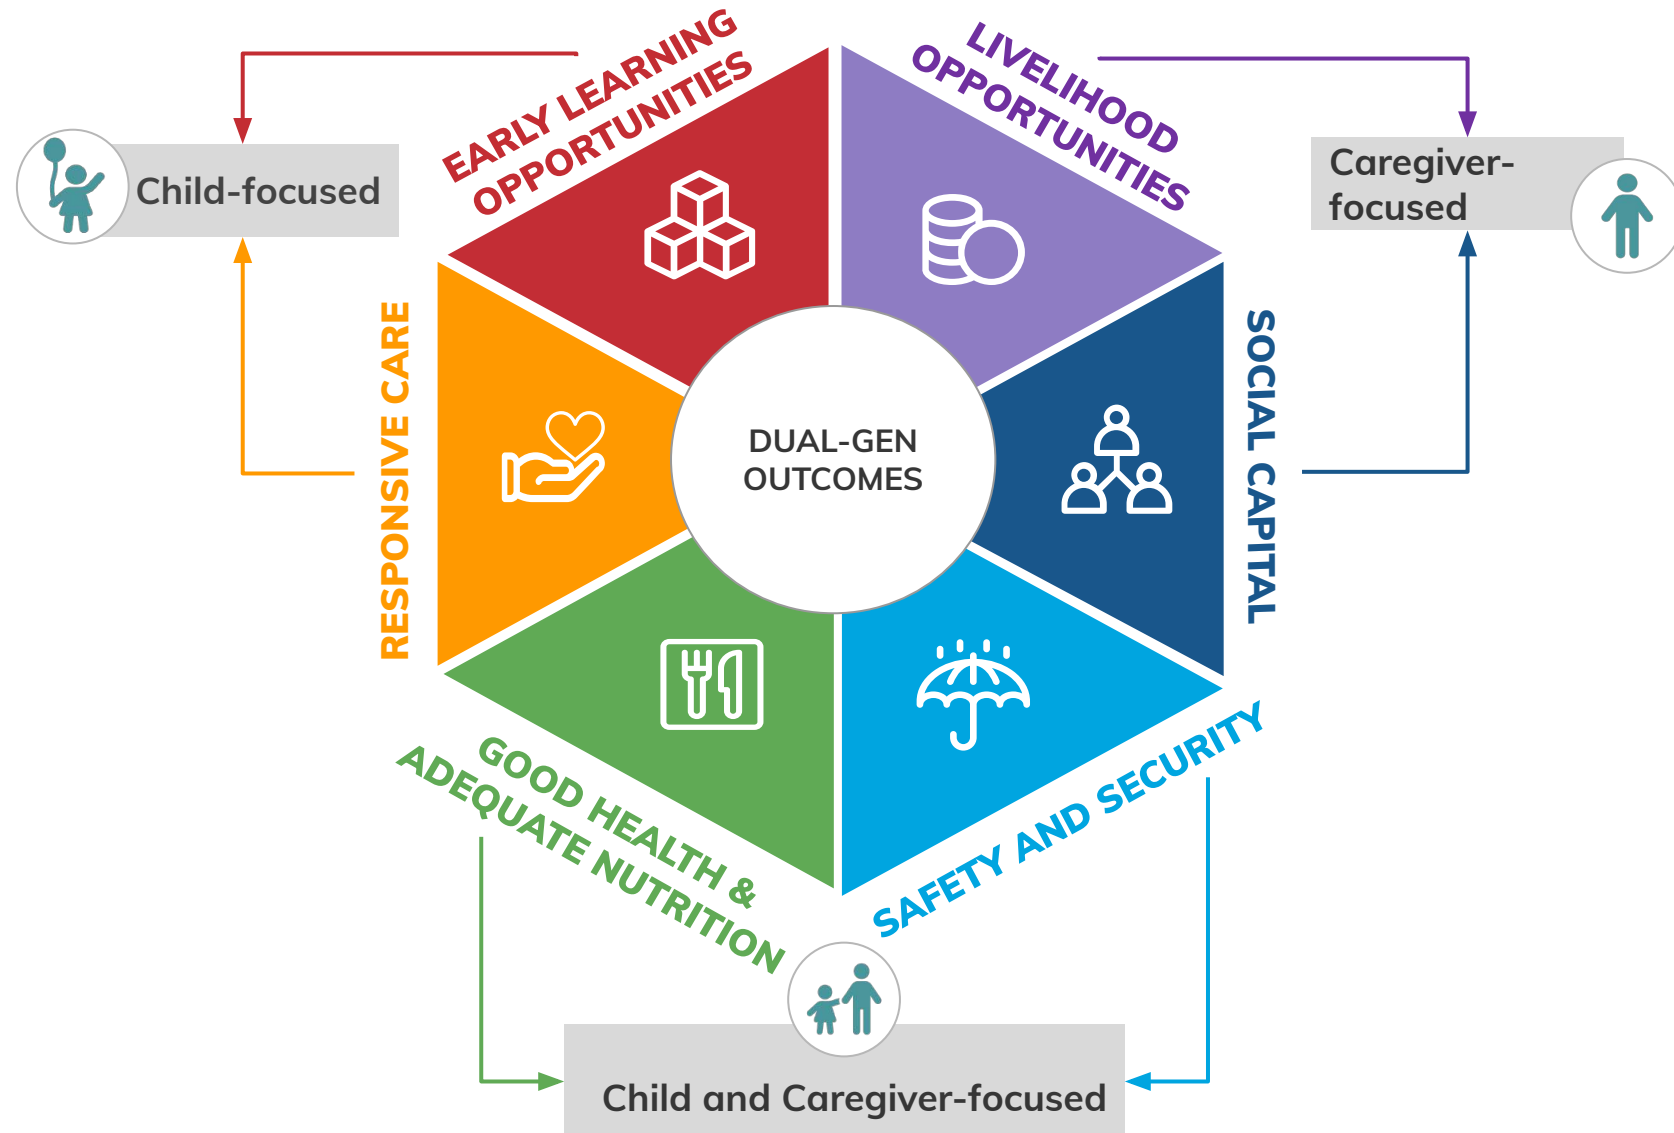 EARLY LEARNING
OPPORTUNITIES
LIVELIHOOD
OPPORTUNITIES
Child-focused
Caregiver-
focused
RESPONSIVE CARE
DUAL-GEN
OUTCOMES
SOCIAL CAPITAL
GOOD HEALTH &
ADEQUATE NUTRITION
SAFETY AND SECURITY
Child and Caregiver-focused